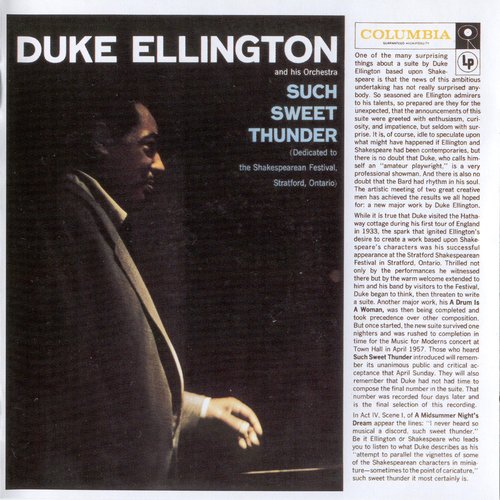 DUKE ELLINGTON
and his Orchestra
SUCH
SWEET
THUNDER
(Dedicated to
the Shakespearean Festival,
Stratford, Ontario)
COLUMBIA
GUARANTEED HIGH-FIDELITY
LP
One of the many surprising
things about a suite by Duke
Ellington based upon Shake-
speare is that the news of this ambitious
undertaking has not really surprised any-
body. So seasoned are Ellington admirers
to his talents, so prepared are they for the
unexpected, that the announcements of this
suite were greeted with enthusiasm, curi-
osity, and impatience, but seldom with sur-
prise. It is, of course, idle to speculate upon
what might have happened if Ellington and
Shakespeare had been contemporaries, but
there is no doubt that Duke, who calls him-
self an "amateur playwright," is a very
professional showman. And there is also
no doubt that the Bard had rhythm in his soul.
The artistic meeting of two great creative
men has achieved the results we all hoped
for: a new major work by Duke Ellington.
While it is true that Duke visited the Hatha-
way cottage during his first tour of England
in 1933, the spark that ignited Ellington's
desire to create a work based upon Shake-
speare's characters was his successful
appearance at the Stratford Shakespearean
Festival in Stratford, Ontario. Thrilled not
only by the performances he witnessed
there but by the warm welcome extended to
him and his band by visitors to the Festival,
Duke began to think, then threaten to write
a suite. Another major work, his A Drum Is
A Woman, was then being completed and
took precedence over other composition.
But once started, the new suite survived one
nighters and was rushed to completion in
time for the Music for Moderns concert at
Town Hall in April 1957. Those who heard
Such Sweet Thunder introduced will remem-
ber its unanimous public and critical ac-
ceptance that April Sunday. They will also
remember that Duke had not had time to
compose the final number in the suite. That
number was recorded four days later and
is the final selection of this recording.
In Act IV, Scene I, of A Midsummer Night's
Dream appear the lines: "I never heard so
musical a discord, such sweet thunder."
Be it Ellington or Shakespeare who leads
you to listen to what Duke describes as his
"attempt to parallel the vignettes of some
of the Shakespearean characters in minia-
ture—sometimes to the point of caricature,"
such sweet thunder it most certainly is.